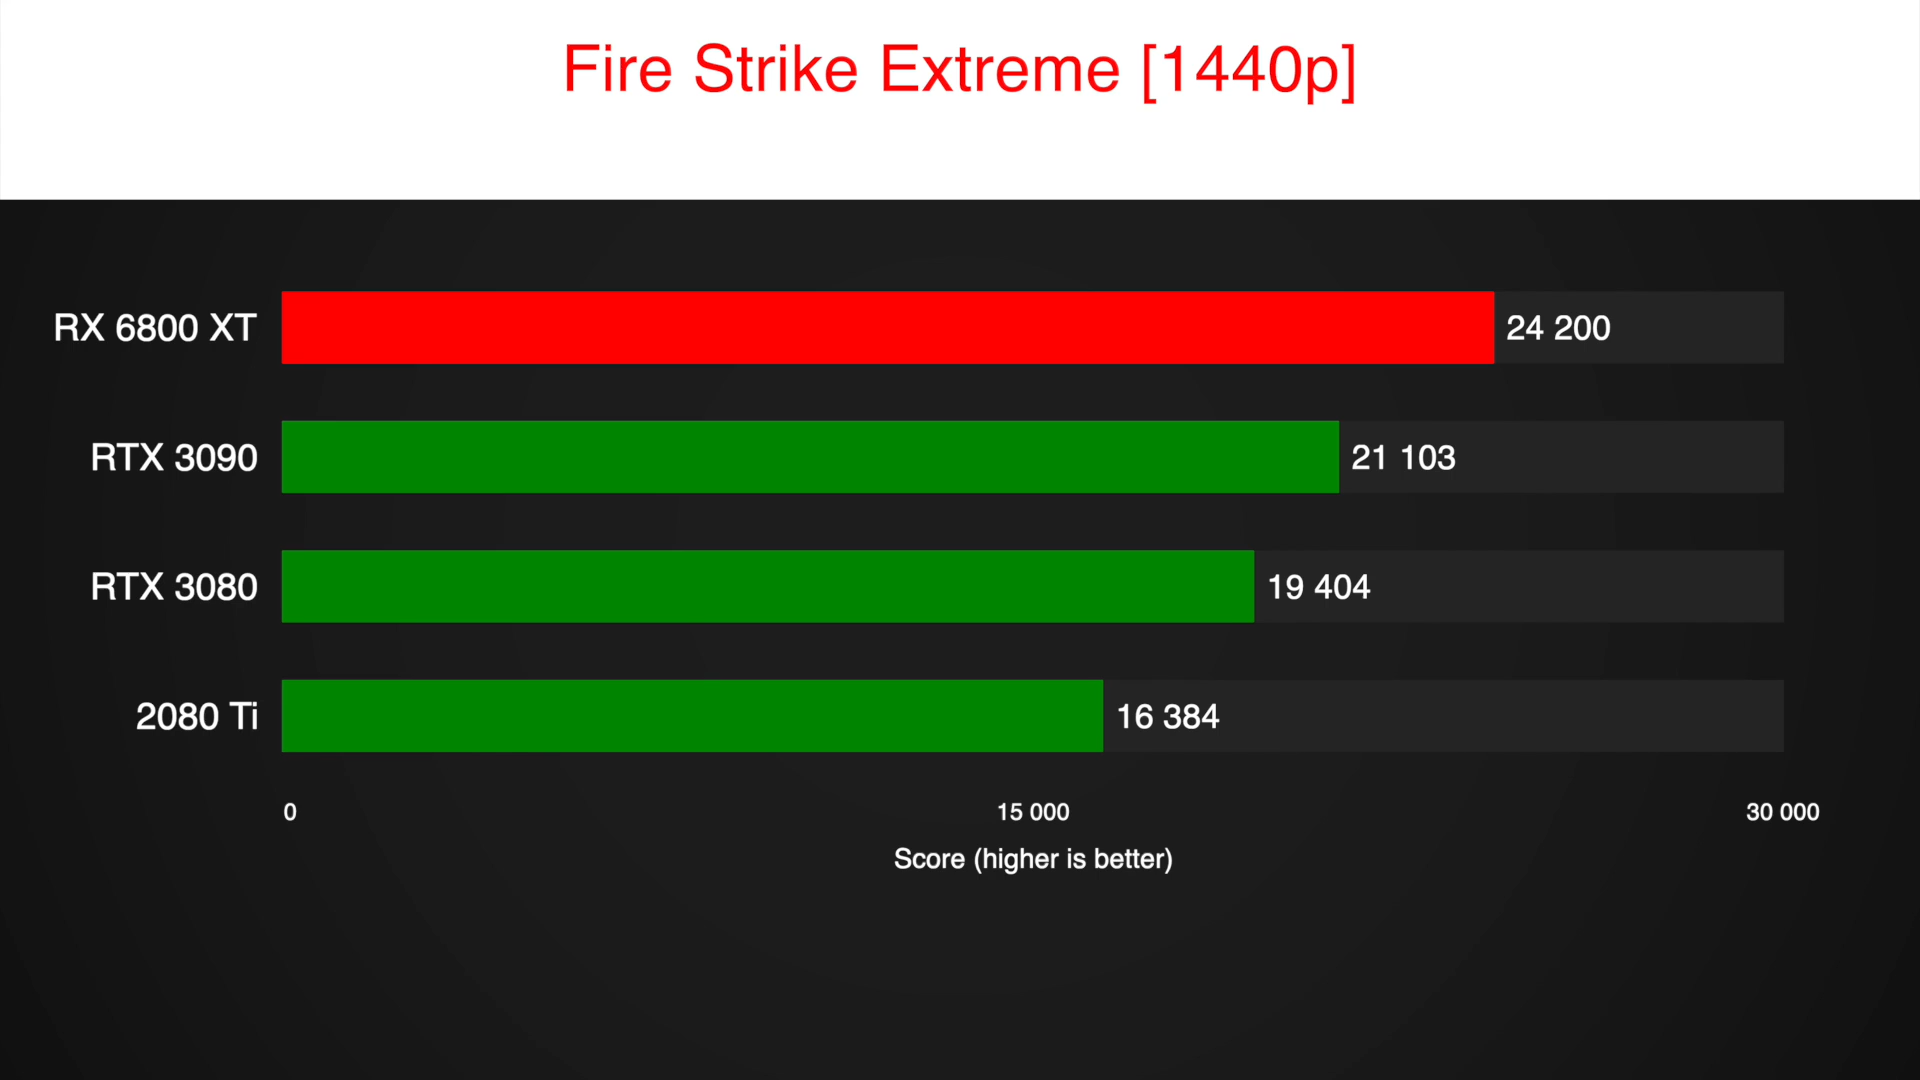 Fire Strike Extreme [1440p]
RX 6800 XT 24 200
RTX 3090 21 103
RTX 3080 19 404
2080 Ti 16 384
0 15 000 30 000
Score (higher is better)